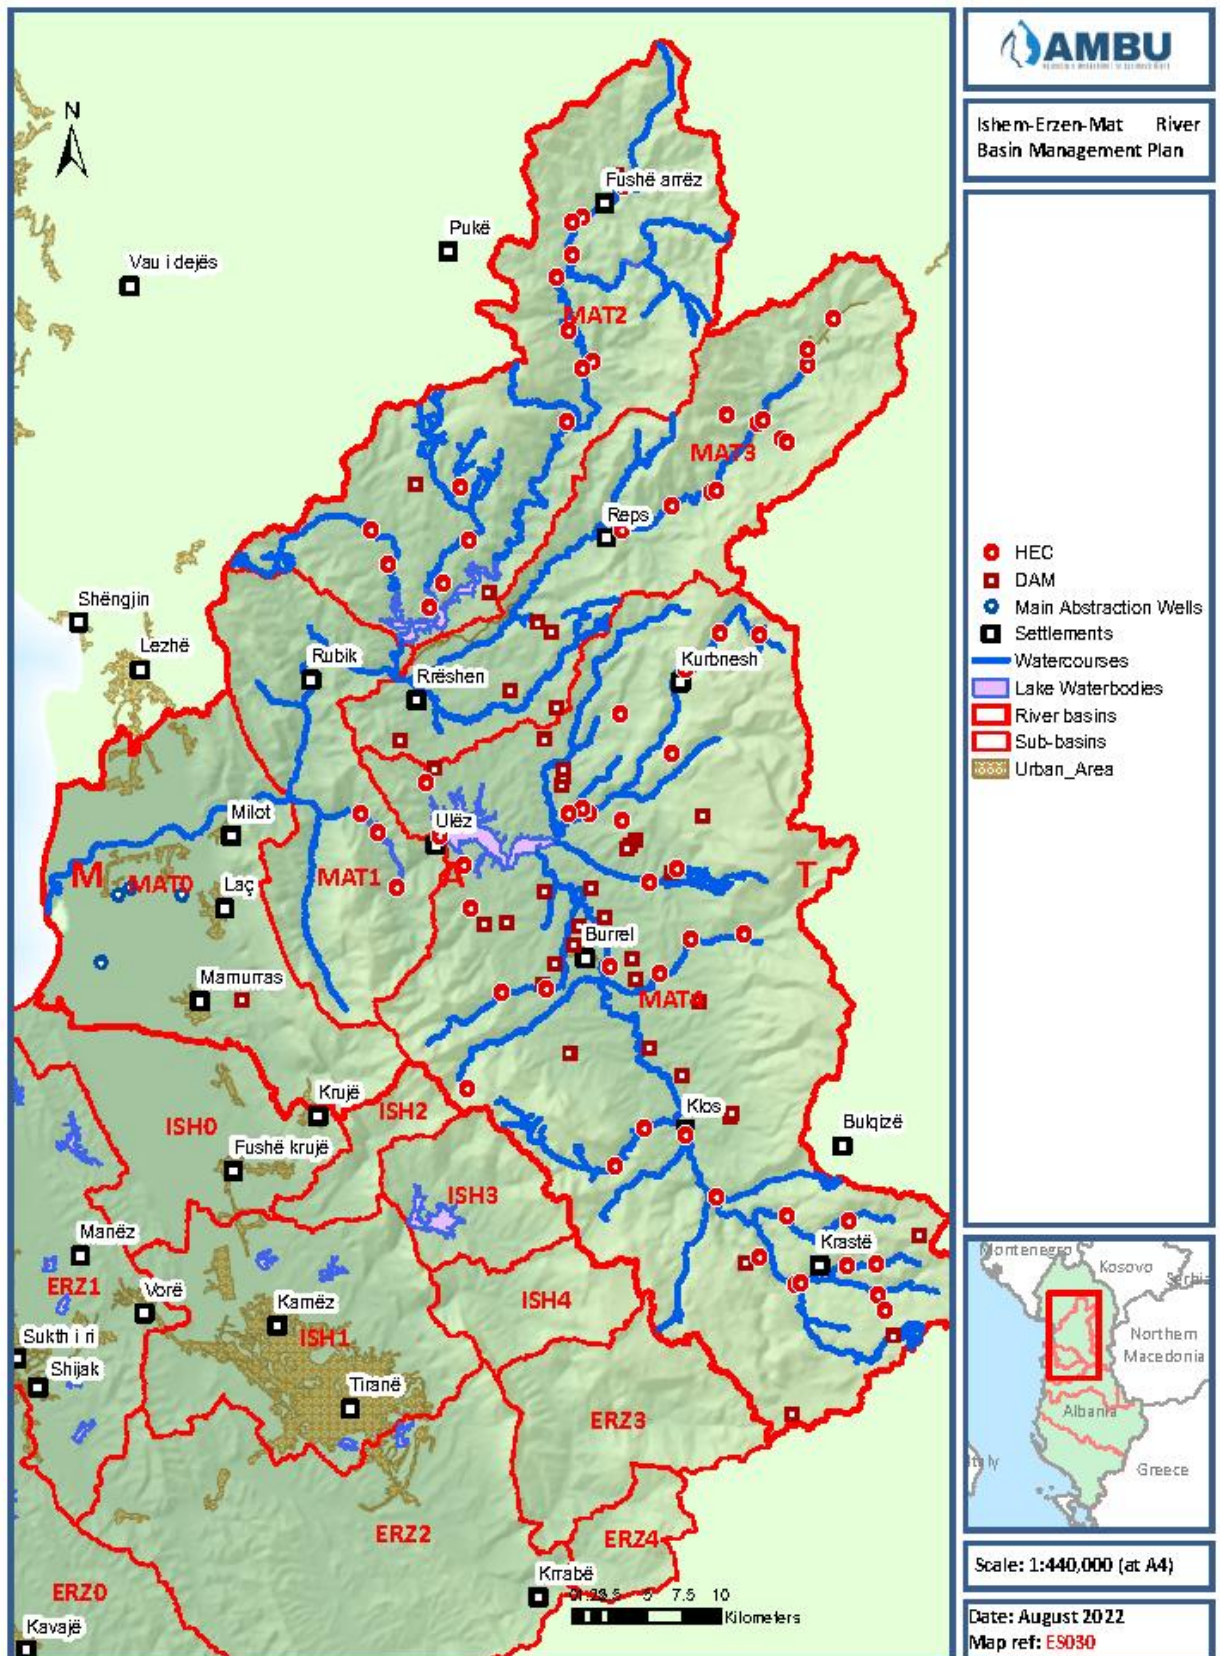 N
Fushë arrëz
Pukë
Vau i dejës
MAT2
MAT3
Reps
Shëngjin
Lezhë
Rubik
Rrëshen
Kurbnesh
Milot
Ulëz
M
MAT0
Laç
MAT1
A
T
Burrel
Mamurras
MAT4
Krujë
ISH2
Klos
ISH0
Bulqizë
Fushë krujë
ISH3
Manëz
Krastë
ERZ1
Vorë
Kamëz
ISH4
ISH1
Sukth i ri
Shijak
Tiranë
ERZ3
ERZ2
ERZ4
Krrabë
ERZ0
5 7.5 10
Kilometers
Kavajë
AMBU
Ishem-Erzen-Mat River
Basin Management Plan
HEC
DAM
Main Abstraction Wells
Settlements
Watercourses
Lake Waterbodies
River basins
Sub-basins
Urban_Area
Montenegro
Kosovo
Serbia
Northern
Macedonia
Albania
Italy
Greece
Scale: 1:440,000 (at A4)
Date: August 2022
Map ref: ES030